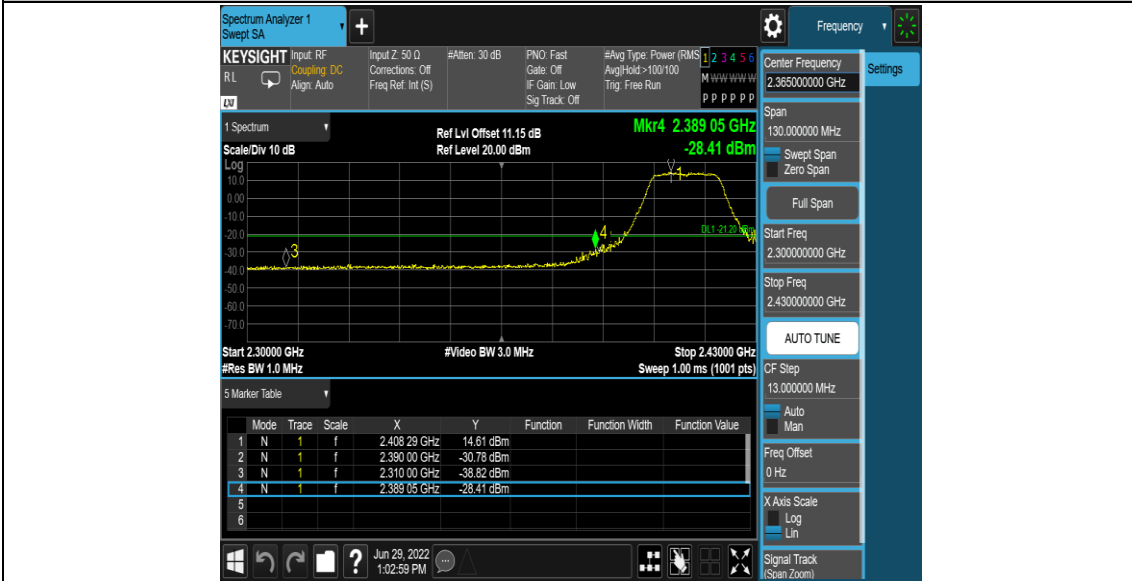 Spectrum Analyzer 1
Swept SA
+
Frequency
KEYSIGHT
RL
LXI
Input: RF
Coupling: DC
Align: Auto
Input Z: 50 Ω
Corrections: Off
Freq Ref: Int (S)
#Atten: 30 dB
PNO: Fast
Gate: Off
IF Gain: Low
Sig Track: Off
#Avg Type: Power (RMS
Avg|Hold:>100/100
Trig: Free Run
1 2 3 4 5 6
M W W W W W
P P P P P P
1 Spectrum
Scale/Div 10 dB
Ref Lvl Offset 11.15 dB
Ref Level 20.00 dBm
Mkr4 2.389 05 GHz
-28.41 dBm
Log
10.0
0.00
-10.0
-20.0
-30.0
-40.0
-50.0
-60.0
-70.0
1
3
4
DL1 -21.20 dBm
Start 2.30000 GHz
#Res BW 1.0 MHz
#Video BW 3.0 MHz
Stop 2.43000 GHz
Sweep 1.00 ms (1001 pts)
5 Marker Table
Mode Trace Scale X Y Function Function Width Function Value
1 N 1 f 2.408 29 GHz 14.61 dBm
2 N 1 f 2.390 00 GHz -30.78 dBm
3 N 1 f 2.310 00 GHz -38.82 dBm
4 N 1 f 2.389 05 GHz -28.41 dBm
5
6
?
Jun 29, 2022
1:02:59 PM
Center Frequency
2.365000000 GHz
Span
130.000000 MHz
Swept Span
Zero Span
Full Span
Start Freq
2.300000000 GHz
Stop Freq
2.430000000 GHz
AUTO TUNE
CF Step
13.000000 MHz
Auto
Man
Freq Offset
0 Hz
X Axis Scale
Log
Lin
Signal Track
(Span Zoom)
Settings